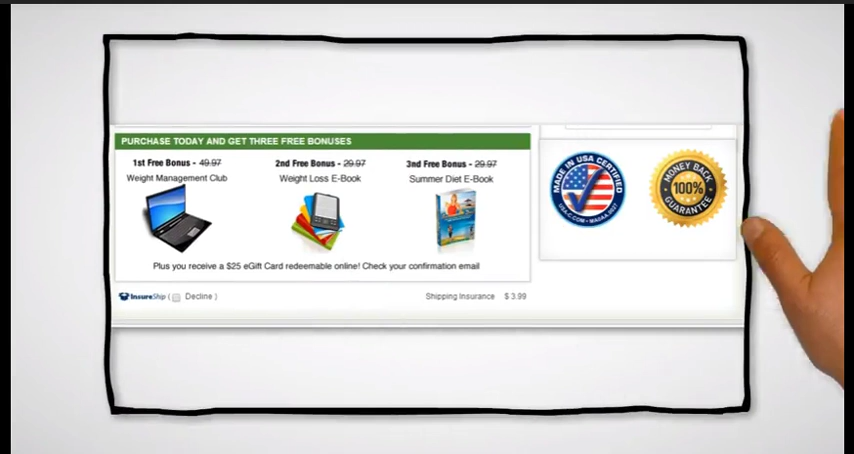 PURCHASE TODAY AND GET THREE FREE BONUSES
1st Free Bonus - 49.97
Weight Management Club
2nd Free Bonus - 29.97
Weight Loss E-Book
3nd Free Bonus - 29.97
Summer Diet E-Book
Plus you receive a $25 eGift Card redeemable online! Check your confirmation email
InsureShip ( Decline )
Shipping Insurance $ 3.99
MADE IN USA CERTIFIED
MONEY BACK
100%
GUARANTEE